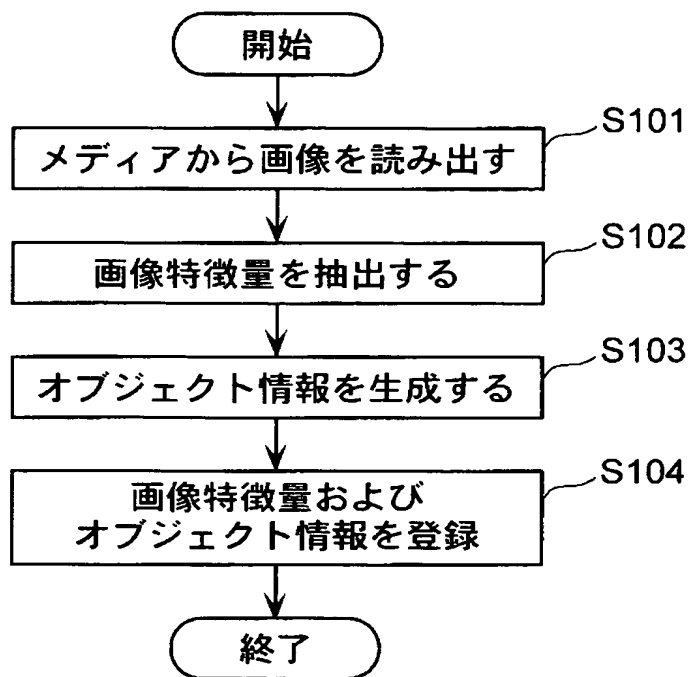 開始
S101
メディアから画像を読み出す
S102
画像特徴量を抽出する
S103
オブジェクト情報を生成する
S104
画像特徴量および
オブジェクト情報を登録
終了